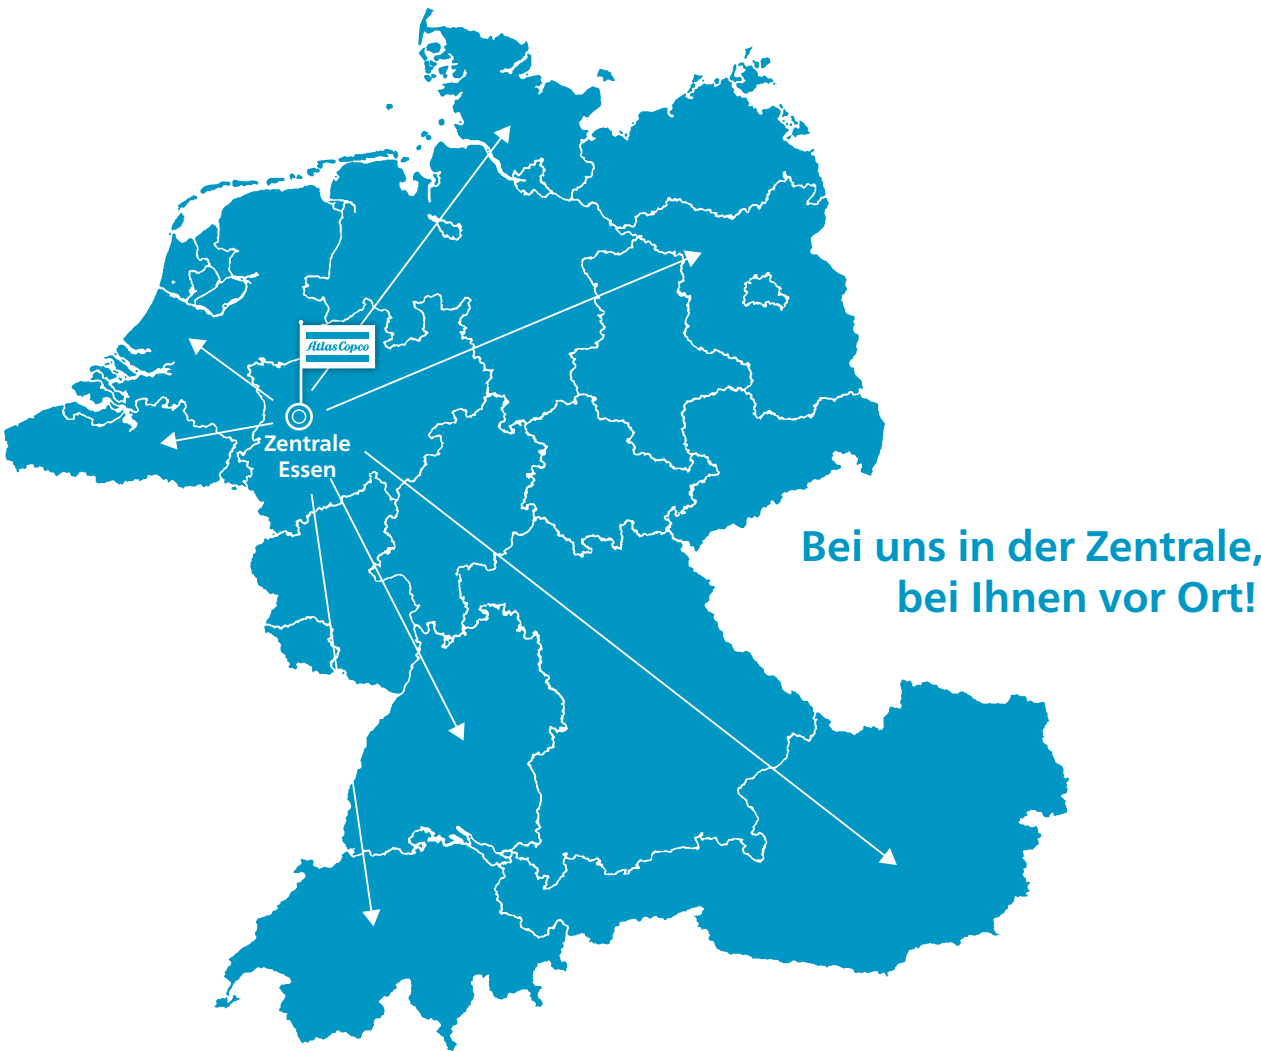 Atlas Copco
Zentrale
Essen
Bei uns in der Zentrale,
bei Ihnen vor Ort!